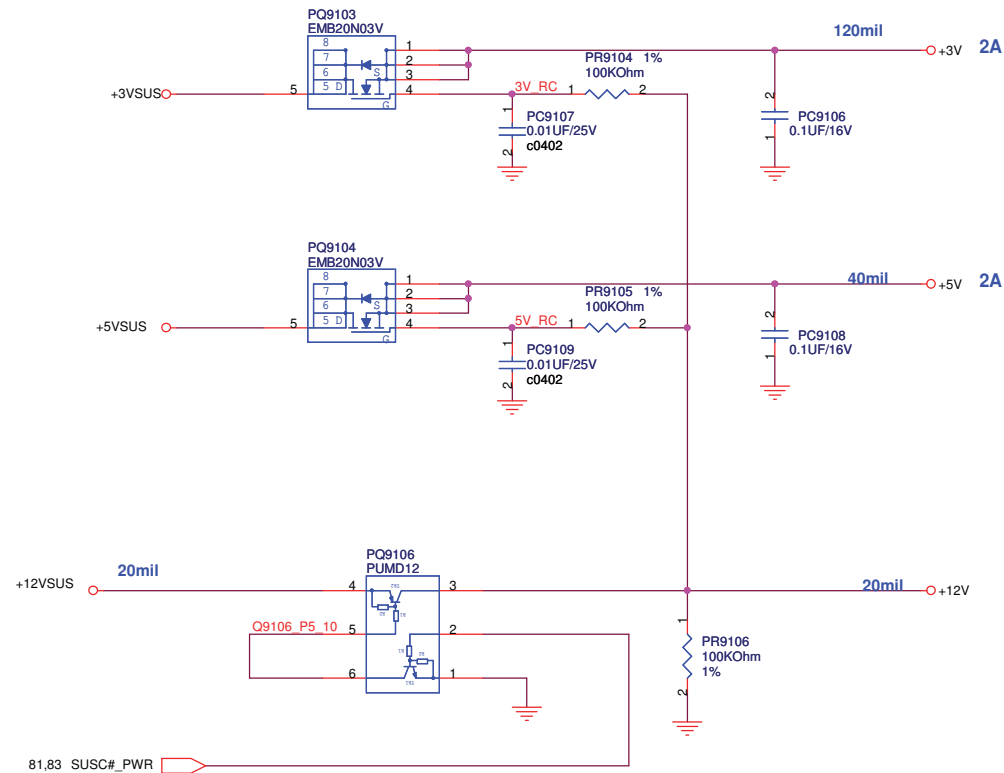 PQ9103
EMB20N03V
8
7
6
5 D
S
G
1
2
3
4
5
+3VSUS
3V_RC
1
PR9104 1%
100KOhm
2
1
PC9107
0.01UF/25V
c0402
2
120mil
+3V
2A
2
PC9106
0.1UF/16V
1
PQ9104
EMB20N03V
8
7
6
5 D
S
G
1
2
3
4
5
+5VSUS
5V_RC
1
PR9105 1%
100KOhm
2
1
PC9109
0.01UF/25V
c0402
2
40mil
+5V
2A
2
PC9108
0.1UF/16V
1
PQ9106
PUMD12
+12VSUS
20mil
4
3
Q9106_P5_10
5
2
6
1
R1
R2
R1
R2
20mil
+12V
1
PR9106
100KOhm
1%
2
81,83 SUSC#_PWR